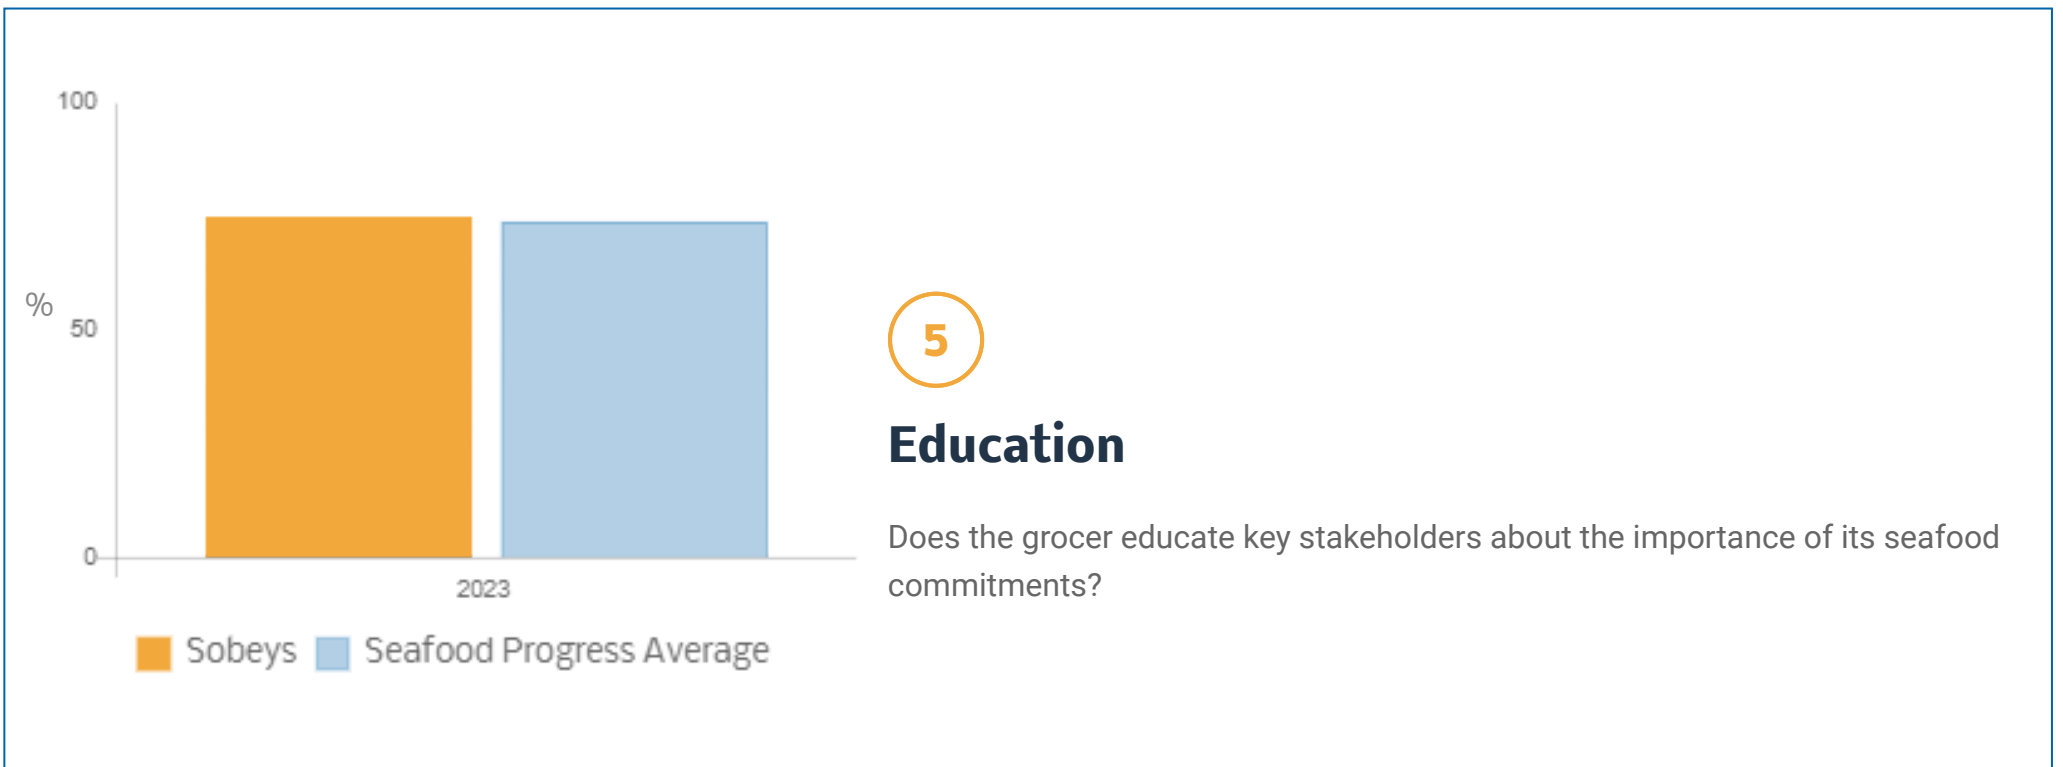 100
%
50
0
2023
Sobeys Seafood Progress Average
5
Education
Does the grocer educate key stakeholders about the importance of its seafood
commitments?